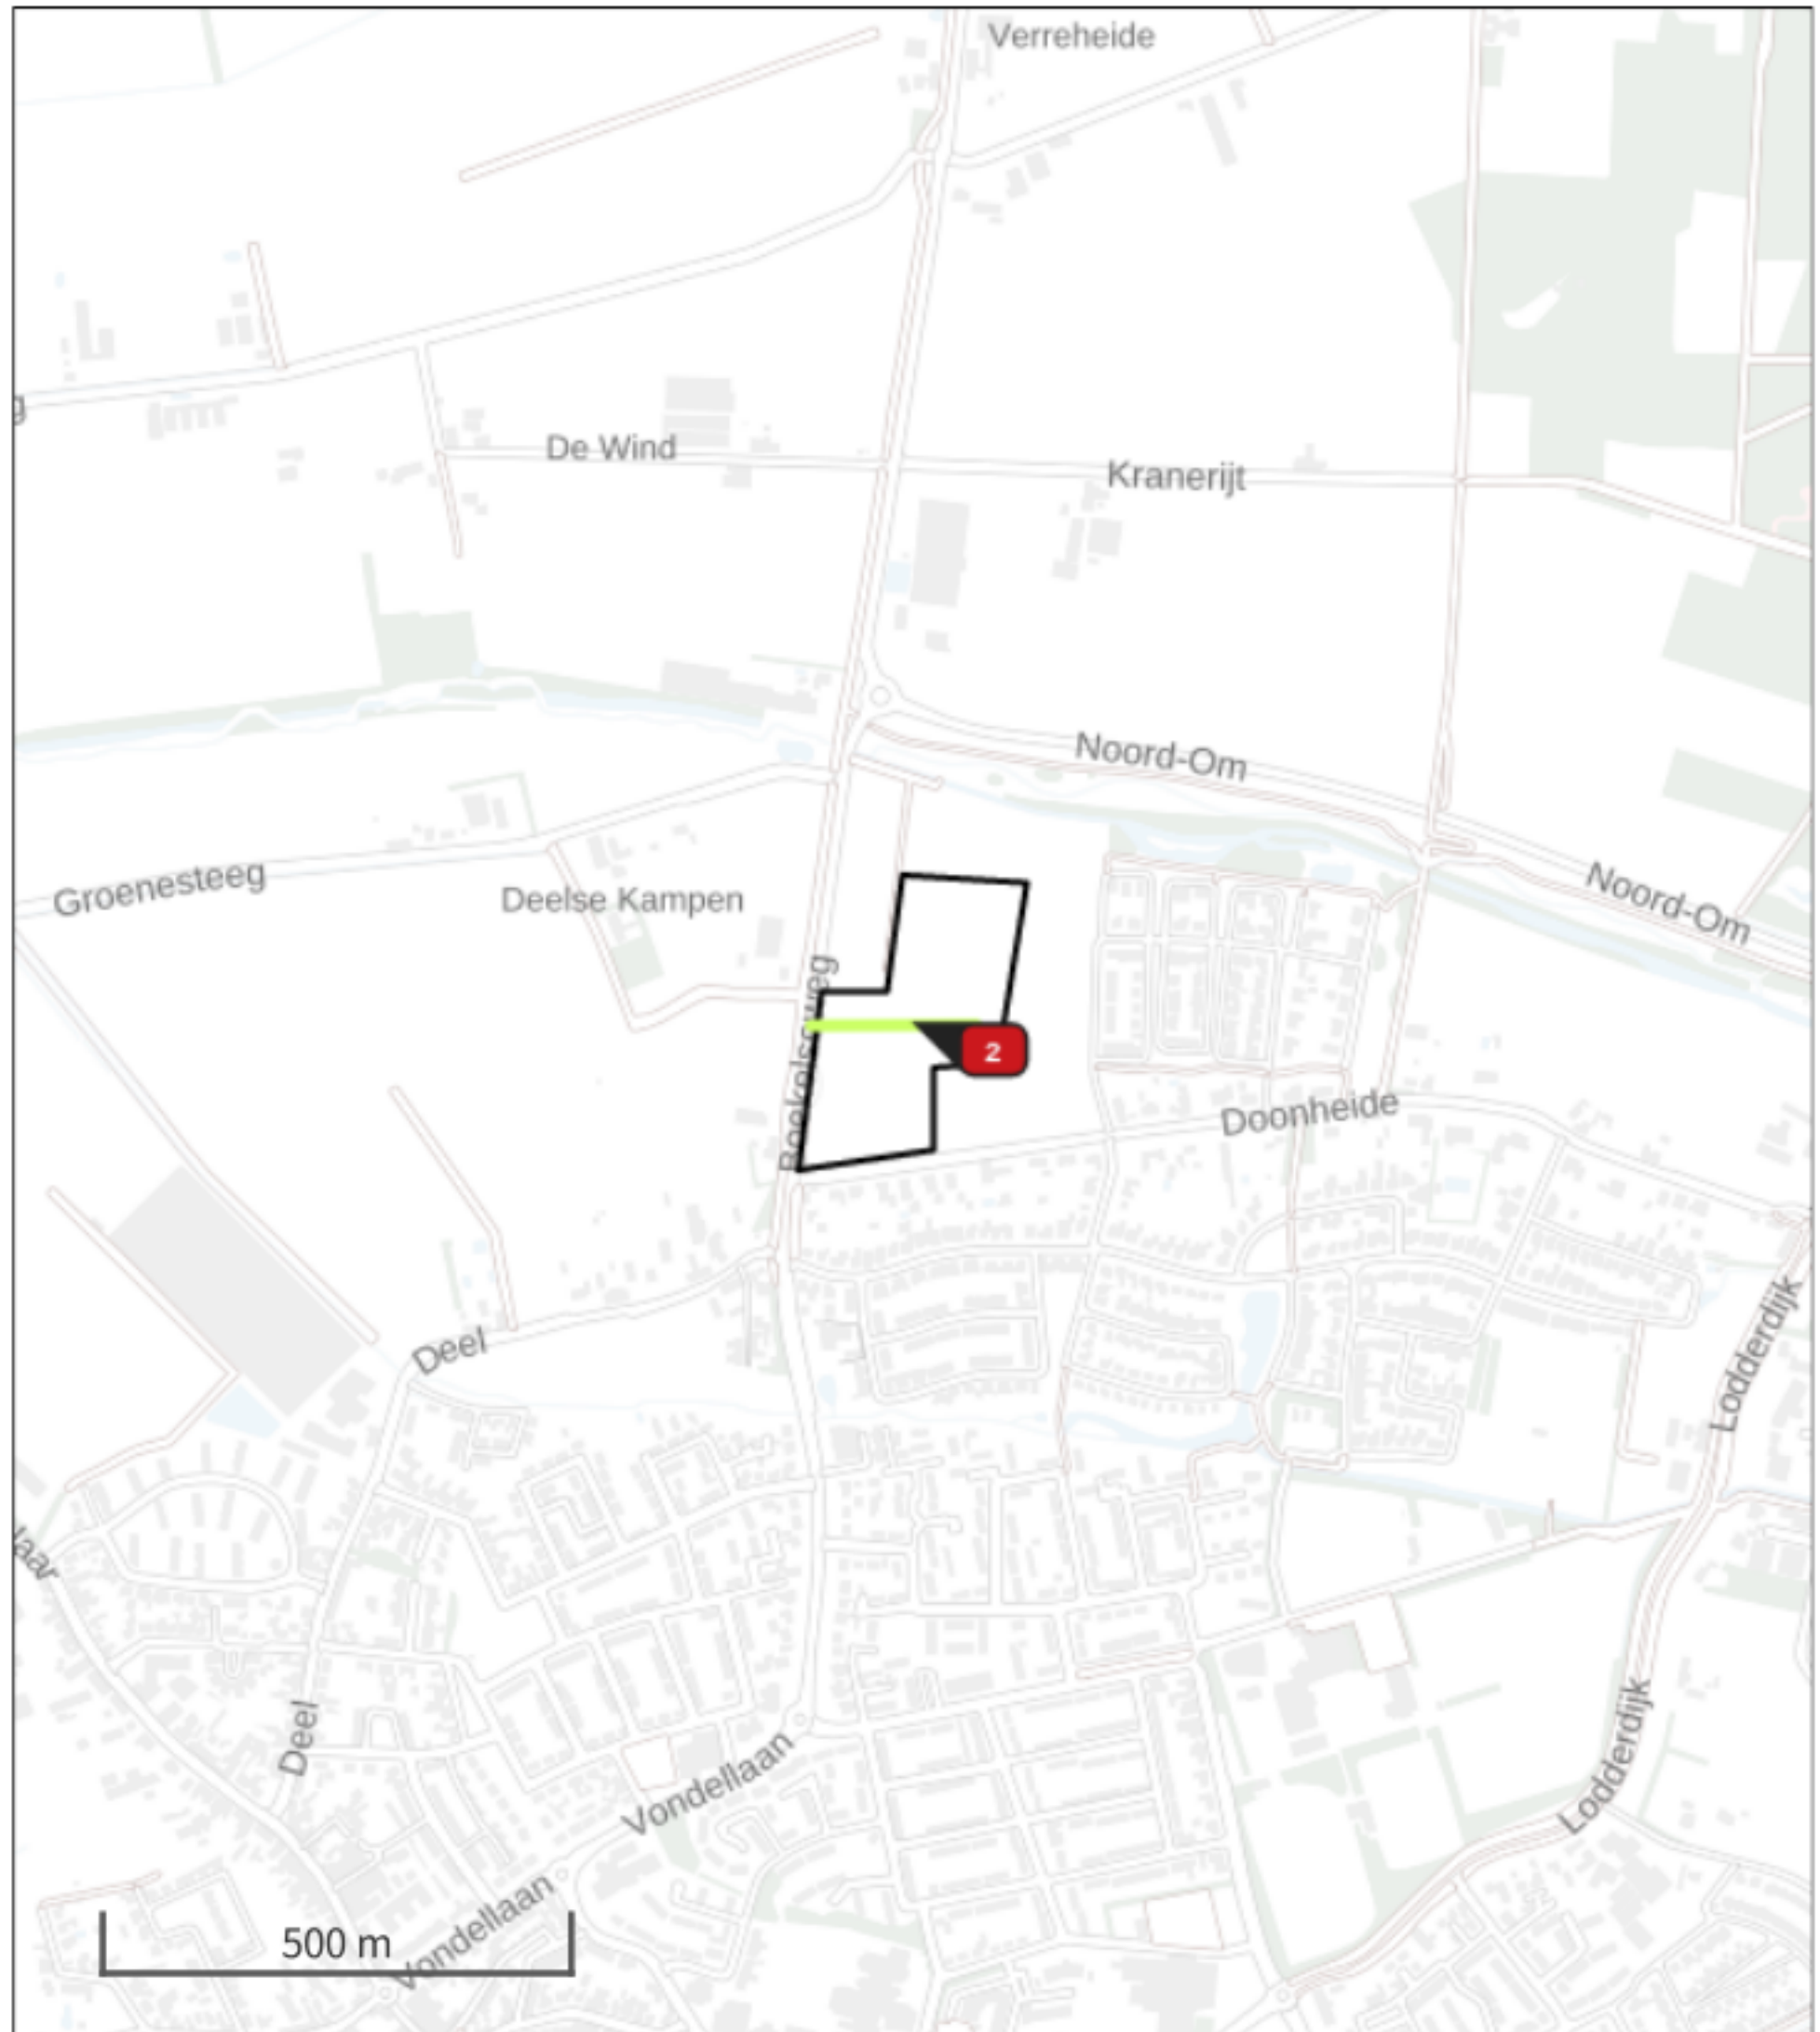 Verreheide
g
De Wind
Kranerijt
Noord-Om
Groenesteeg
Deelse Kampen
Noord-Om
2
Doonheide
Deel
Lodderdijk
laar
Deel
Lodderdijk
Vondellaan
Vondellaan
500 m